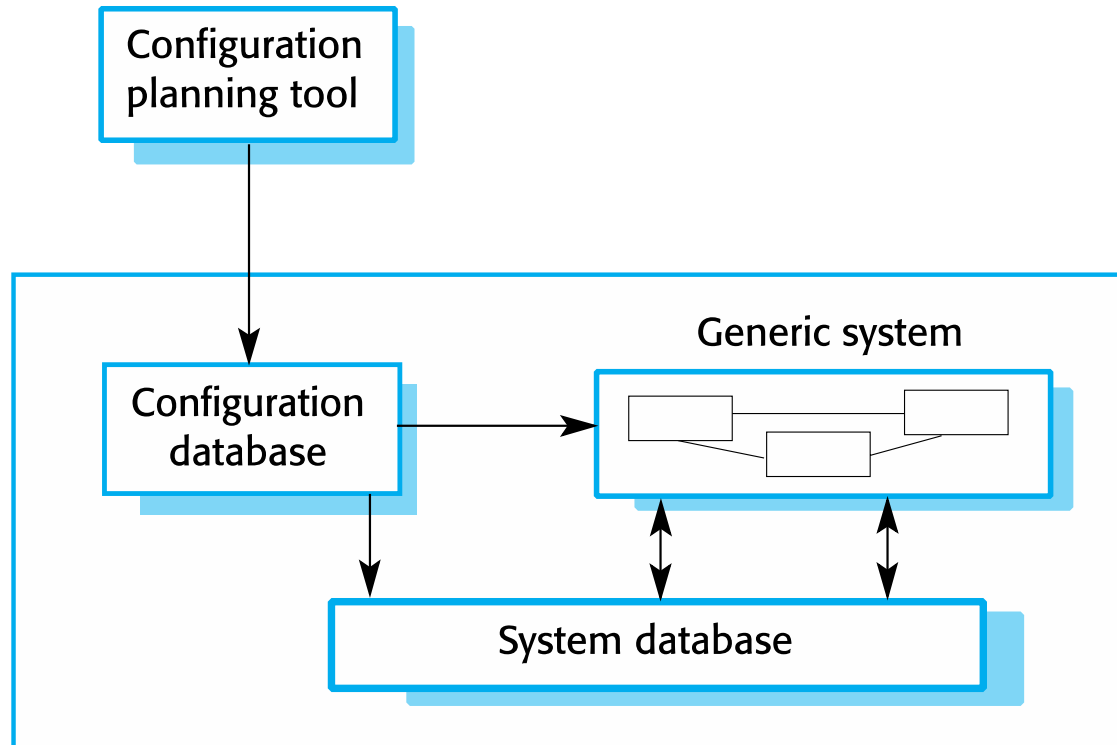 Configuration
planning tool
Generic system
Configuration
database
System database